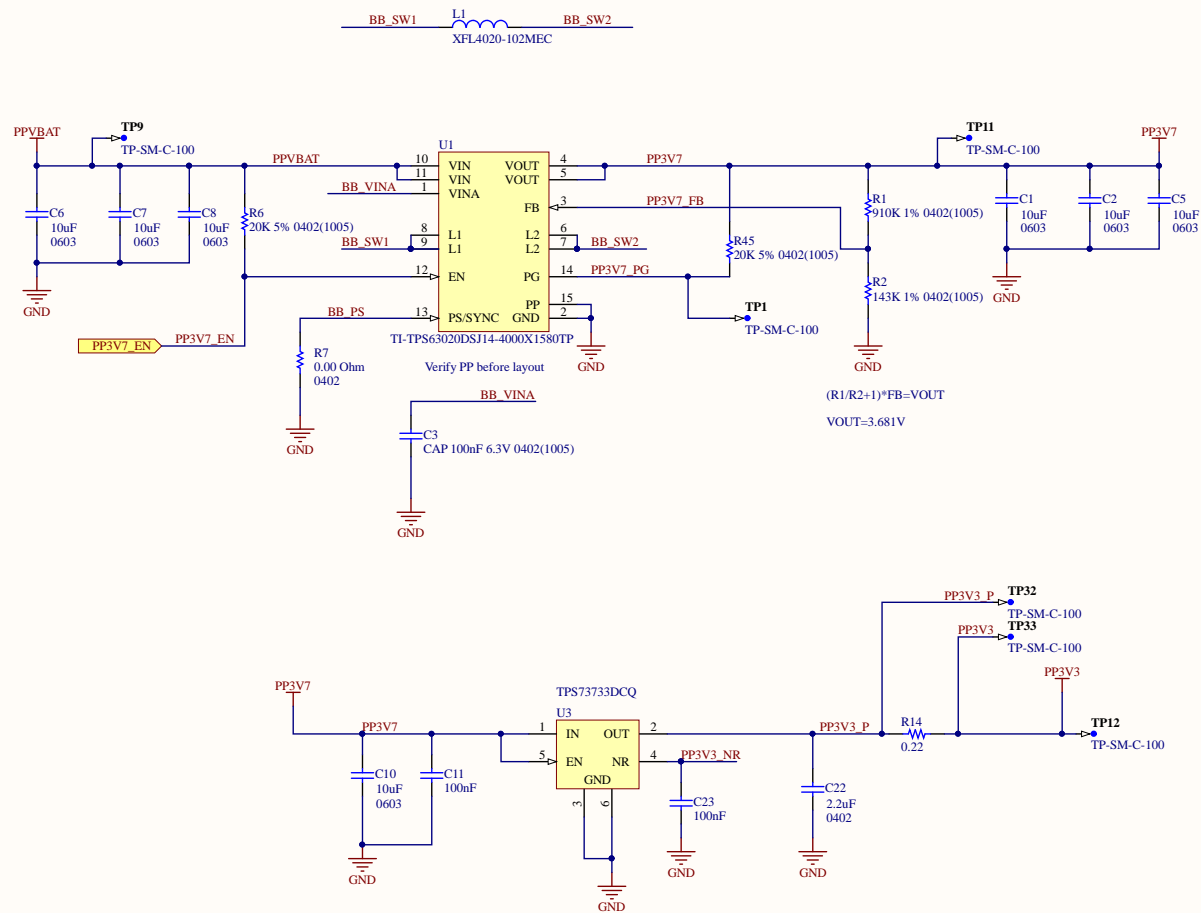 L1
BB_SW1
BB_SW2
XFL4020-102MEC
PPVBAT
TP9
TP-SM-C-100
U1
TP11
TP-SM-C-100
PP3V7
PPVBAT
10
VIN
VOUT
4
PP3V7
11
VIN
VOUT
5
BB_VINA
1
VINA
FB
3
PP3V7_FB
C6
10uF
0603
C7
10uF
0603
C8
10uF
0603
R6
20K 5% 0402(1005)
R1
910K 1% 0402(1005)
C1
10uF
0603
C2
10uF
0603
C5
10uF
0603
BB_SW1
8
L1
L2
6
9
L1
L2
7
BB_SW2
R45
20K 5% 0402(1005)
12
EN
PG
14
PP3V7_PG
GND
R2
143K 1% 0402(1005)
GND
BB_PS
13
PS/SYNC
PP
15
GND
2
TP1
TP-SM-C-100
PP3V7_EN
PP3V7_EN
TI-TPS63020DSJ14-4000X1580TP
R7
0.00 Ohm
0402
Verify PP before layout
GND
GND
BB_VINA
(R1/R2+1)*FB=VOUT
VOUT=3.681V
GND
C3
CAP 100nF 6.3V 0402(1005)
GND
PP3V3_P
TP32
TP-SM-C-100
PP3V3
TP33
TP-SM-C-100
PP3V7
TPS73733DCQ
PP3V3
U3
PP3V7
1
IN
OUT
2
PP3V3_P
R14
0.22
TP12
TP-SM-C-100
5
EN
NR
4
PP3V3_NR
GND
3
6
C10
10uF
0603
C11
100nF
C23
100nF
C22
2.2uF
0402
GND
GND
GND
GND